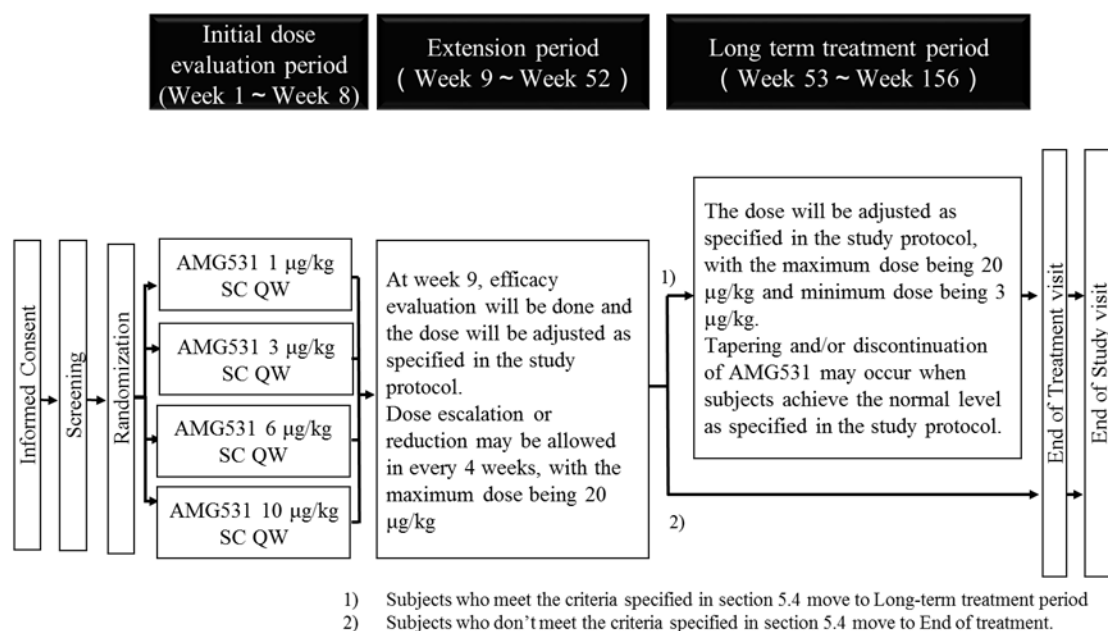 Initial dose
evaluation period
(Week 1 ~ Week 8)
Extension period
( Week 9 ~ Week 52 )
Long term treatment period
( Week 53 ~ Week 156 )
Informed Consent
Screening
Randomization
AMG531 1 μg/kg
SC QW
AMG531 3 μg/kg
SC QW
AMG531 6 μg/kg
SC QW
AMG531 10 μg/kg
SC QW
At week 9, efficacy
evaluation will be done and
the dose will be adjusted as
specified in the study
protocol.
Dose escalation or
reduction may be allowed
in every 4 weeks, with the
maximum dose being 20
μg/kg
1)
2)
The dose will be adjusted as
specified in the study protocol,
with the maximum dose being 20
μg/kg and minimum dose being 3
μg/kg.
Tapering and/or discontinuation
of AMG531 may occur when
subjects achieve the normal level
as specified in the study protocol.
End of Treatment visit
End of Study visit
1) Subjects who meet the criteria specified in section 5.4 move to Long-term treatment period
2) Subjects who don't meet the criteria specified in section 5.4 move to End of treatment.